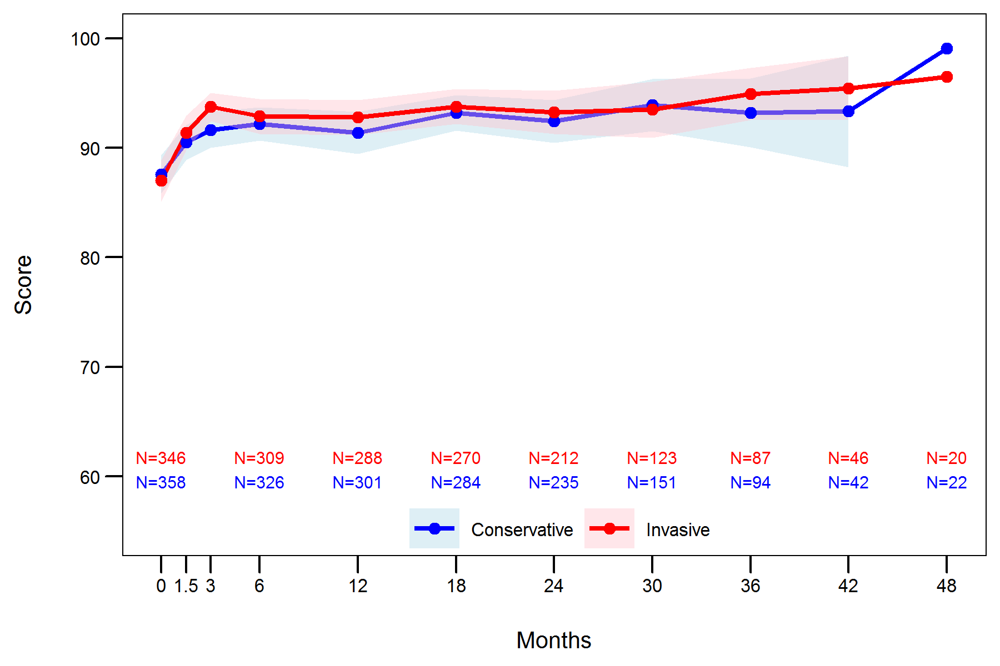 100
90
80
70
60
Score
N=346 N=309 N=288 N=270 N=212 N=123 N=87 N=46 N=20
N=358 N=326 N=301 N=284 N=235 N=151 N=94 N=42 N=22
Conservative Invasive
0 1.5 3 6 12 18 24 30 36 42 48
Months